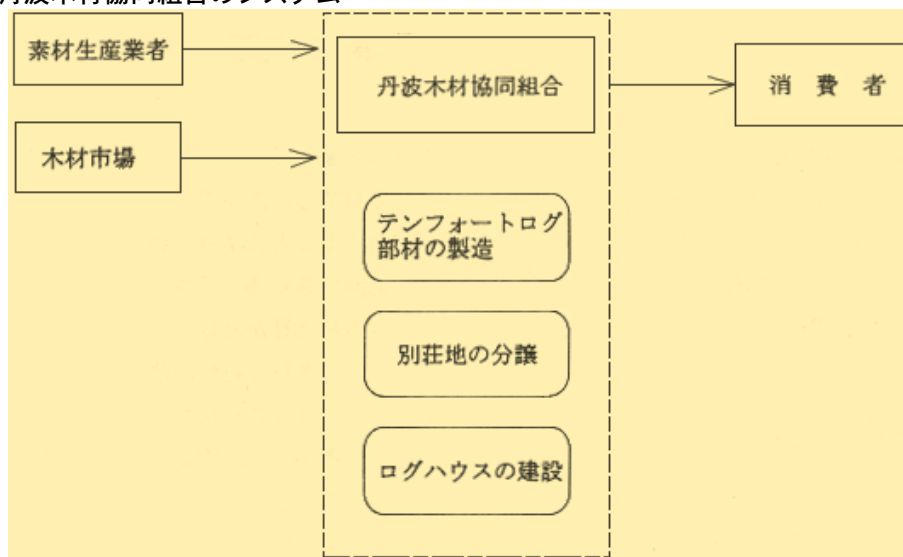 丹波木材協同組合のシステム
素材生産業者
丹波木材協同組合
消費者
木材市場
テンフォートログ
部材の製造
別荘地の分譲
ログハウスの建設